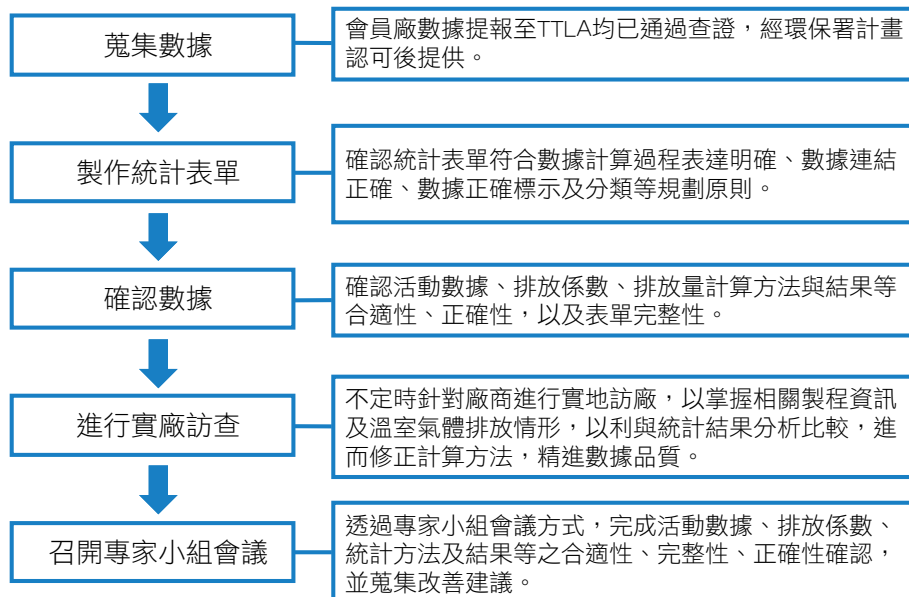 蒐集數據
會員廠數據提報至TTLA均已通過查證，經環保署計畫
認可後提供。
製作統計表單
確認統計表單符合數據計算過程表達明確、數據連結
正確、數據正確標示及分類等規劃原則。
確認數據
確認活動數據、排放係數、排放量計算方法與結果等
合適性、正確性，以及表單完整性。
進行實廠訪查
不定時針對廠商進行實地訪廠，以掌握相關製程資訊
及溫室氣體排放情形，以利與統計結果分析比較，進
而修正計算方法，精進數據品質。
召開專家小組會議
透過專家小組會議方式，完成活動數據、排放係數、
統計方法及結果等之合適性、完整性、正確性確認，
並蒐集改善建議。